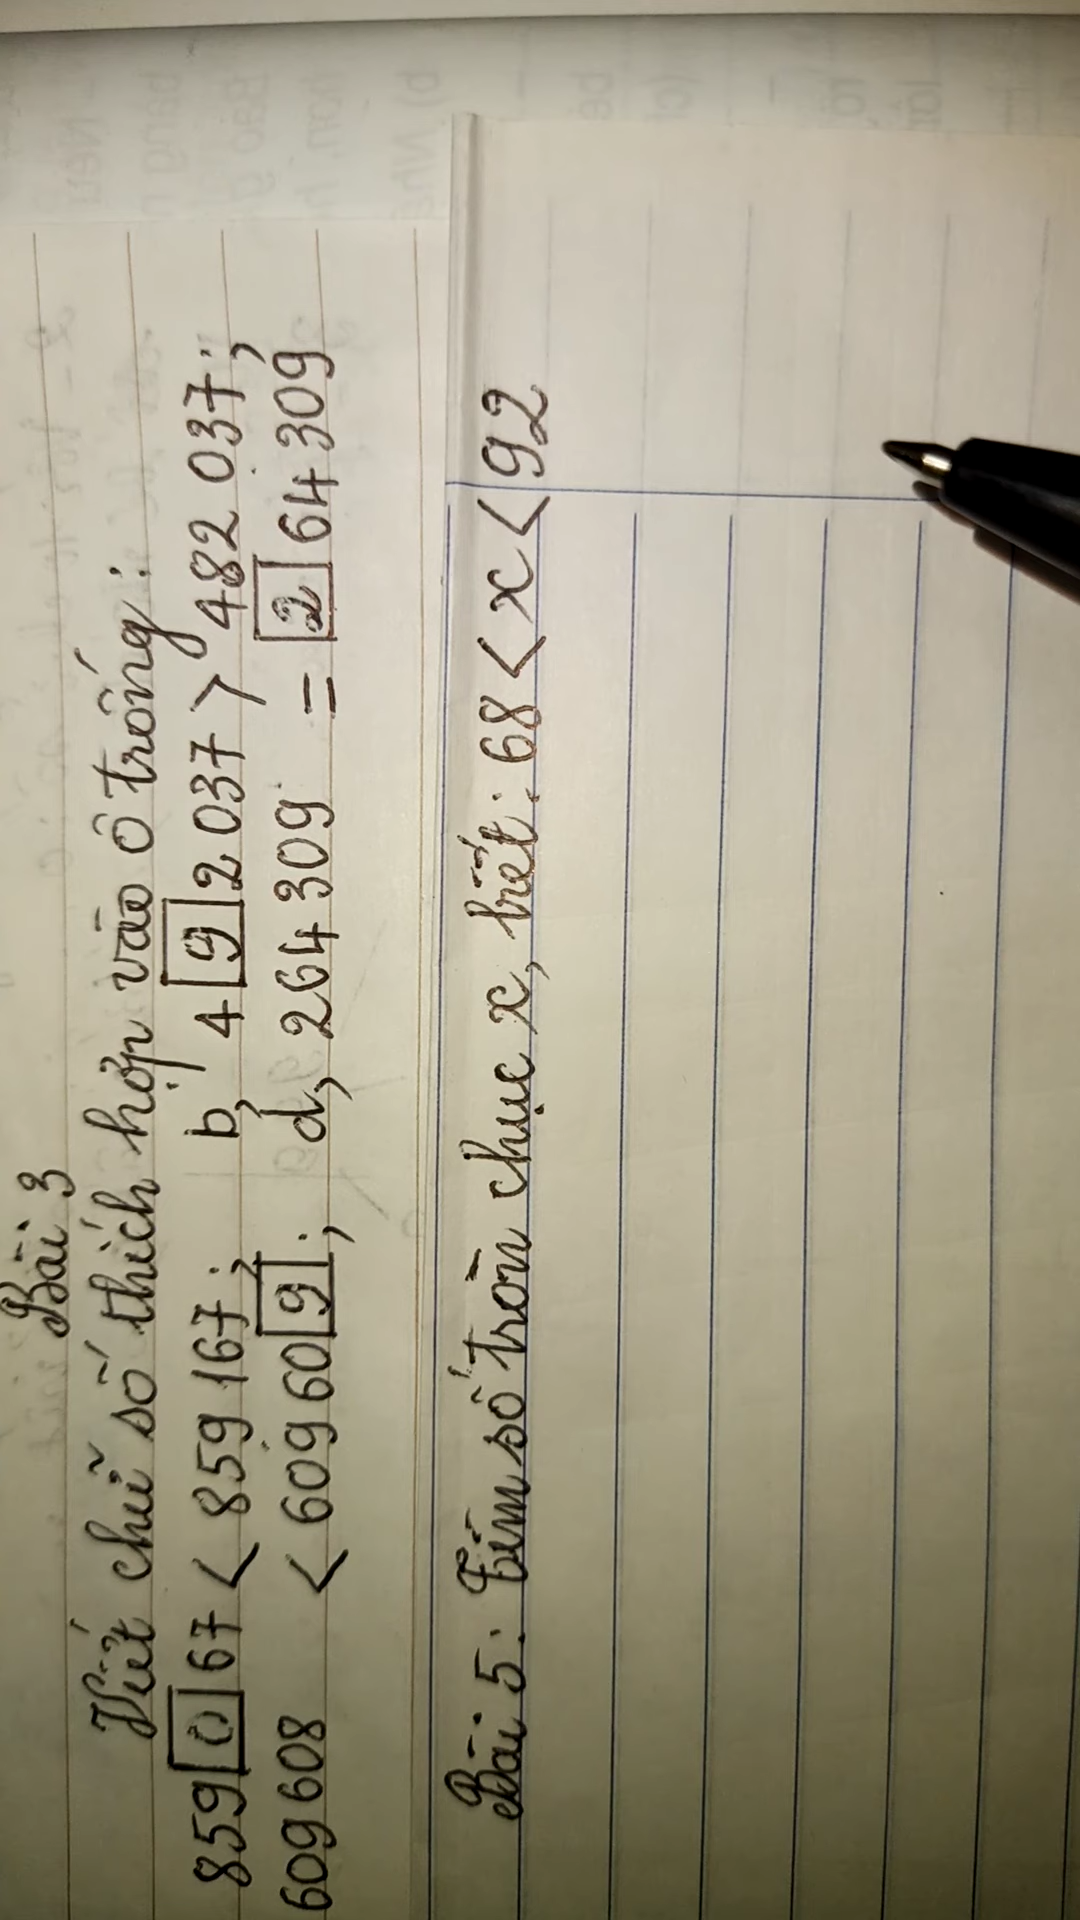 Bài 3
Viết chữ số thích hợp vào ô trống:
859 0 67 < 859 167; b, 4 9 2 037 > 482 037;
609 608 < 609 60 9; d, 264 309 = 2 64 309
Bài 5: Tìm số tròn chục x, biết: 68 < x < 92